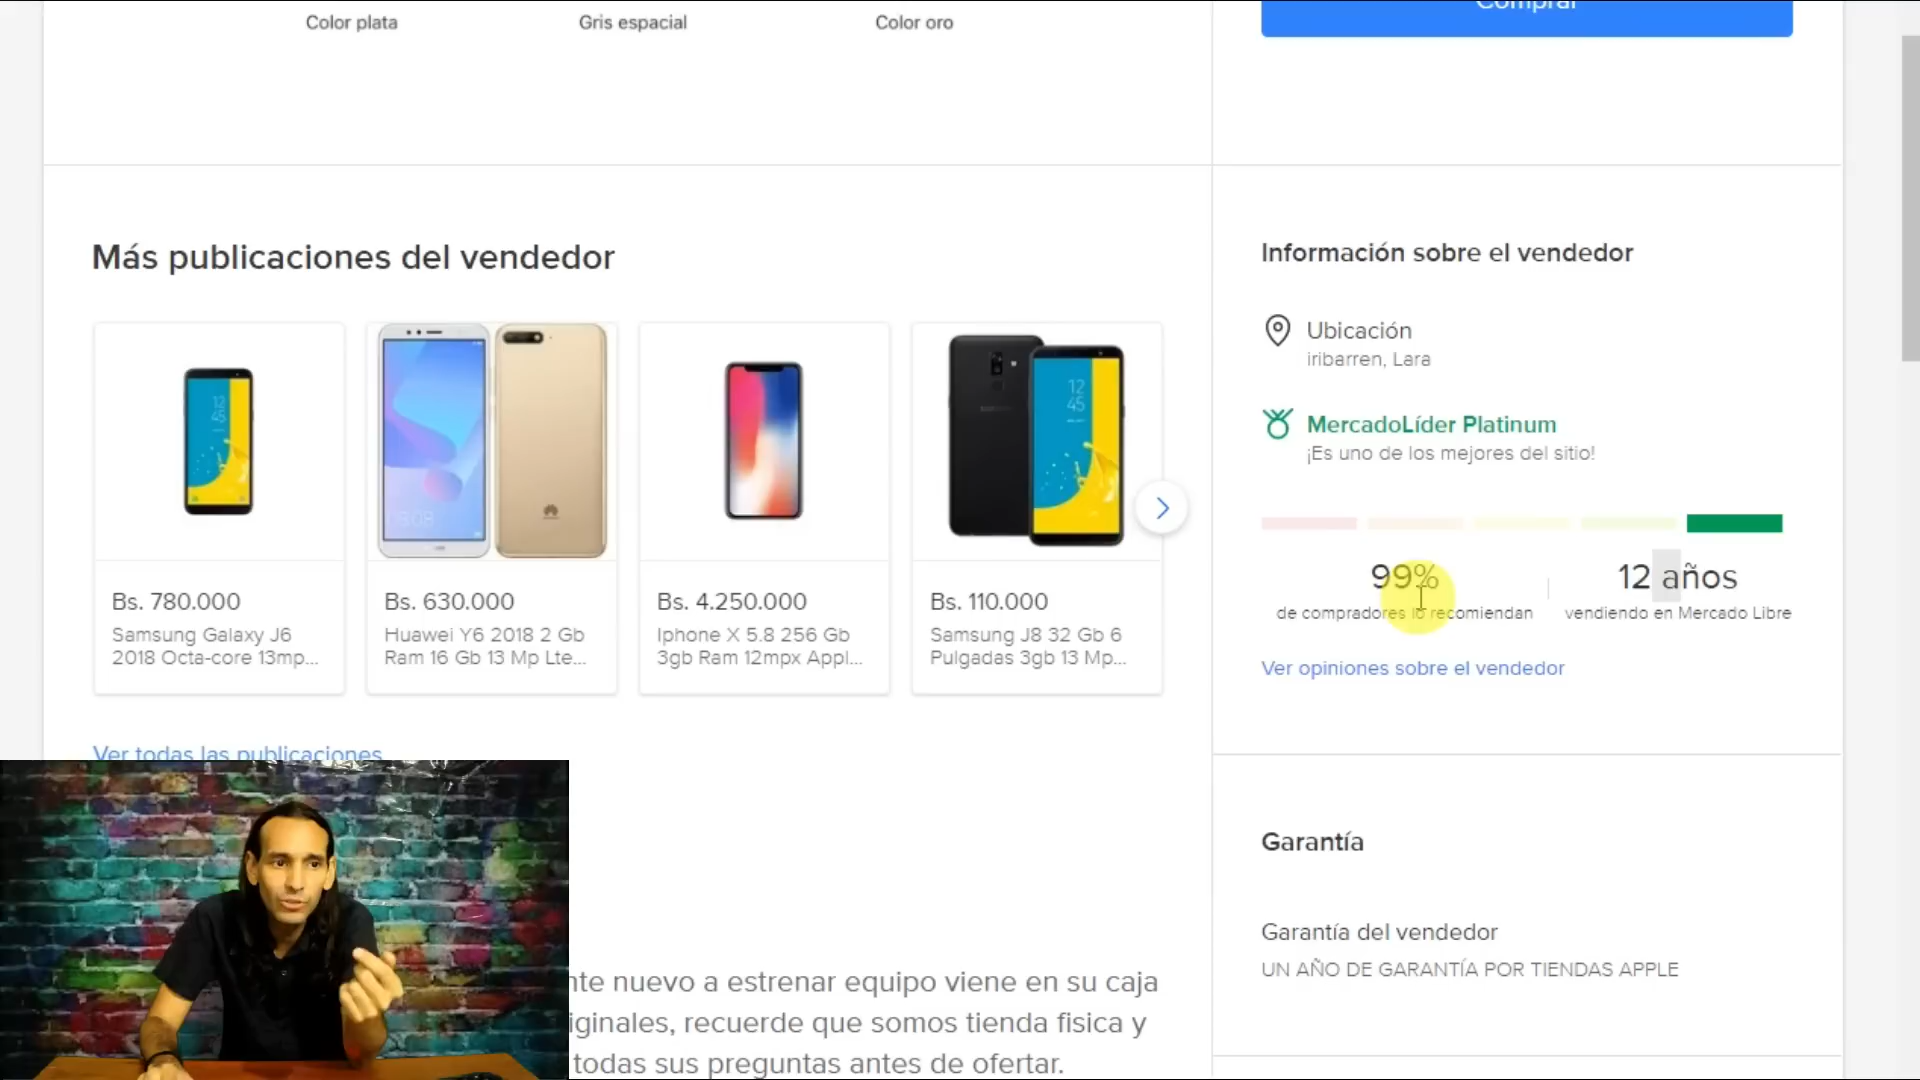 Color plata
Gris espacial
Color oro
Comprar
Más publicaciones del vendedor
Bs. 780.000
Samsung Galaxy J6
2018 Octa-core 13mp...
Bs. 630.000
Huawei Y6 2018 2 Gb
Ram 16 Gb 13 Mp Lte...
Bs. 4.250.000
Iphone X 5.8 256 Gb
3gb Ram 12mpx Appl...
Bs. 110.000
Samsung J8 32 Gb 6
Pulgadas 3gb 13 Mp...
Ver todas las publicaciones
nte nuevo a estrenar equipo viene en su caja
iginales, recuerde que somos tienda fisica y
todas sus preguntas antes de ofertar.
Información sobre el vendedor
Ubicación
iribarren, Lara
MercadoLíder Platinum
¡Es uno de los mejores del sitio!
99%
de compradores lo recomiendan
12 años
vendiendo en Mercado Libre
Ver opiniones sobre el vendedor
Garantía
Garantía del vendedor
UN AÑO DE GARANTÍA POR TIENDAS APPLE